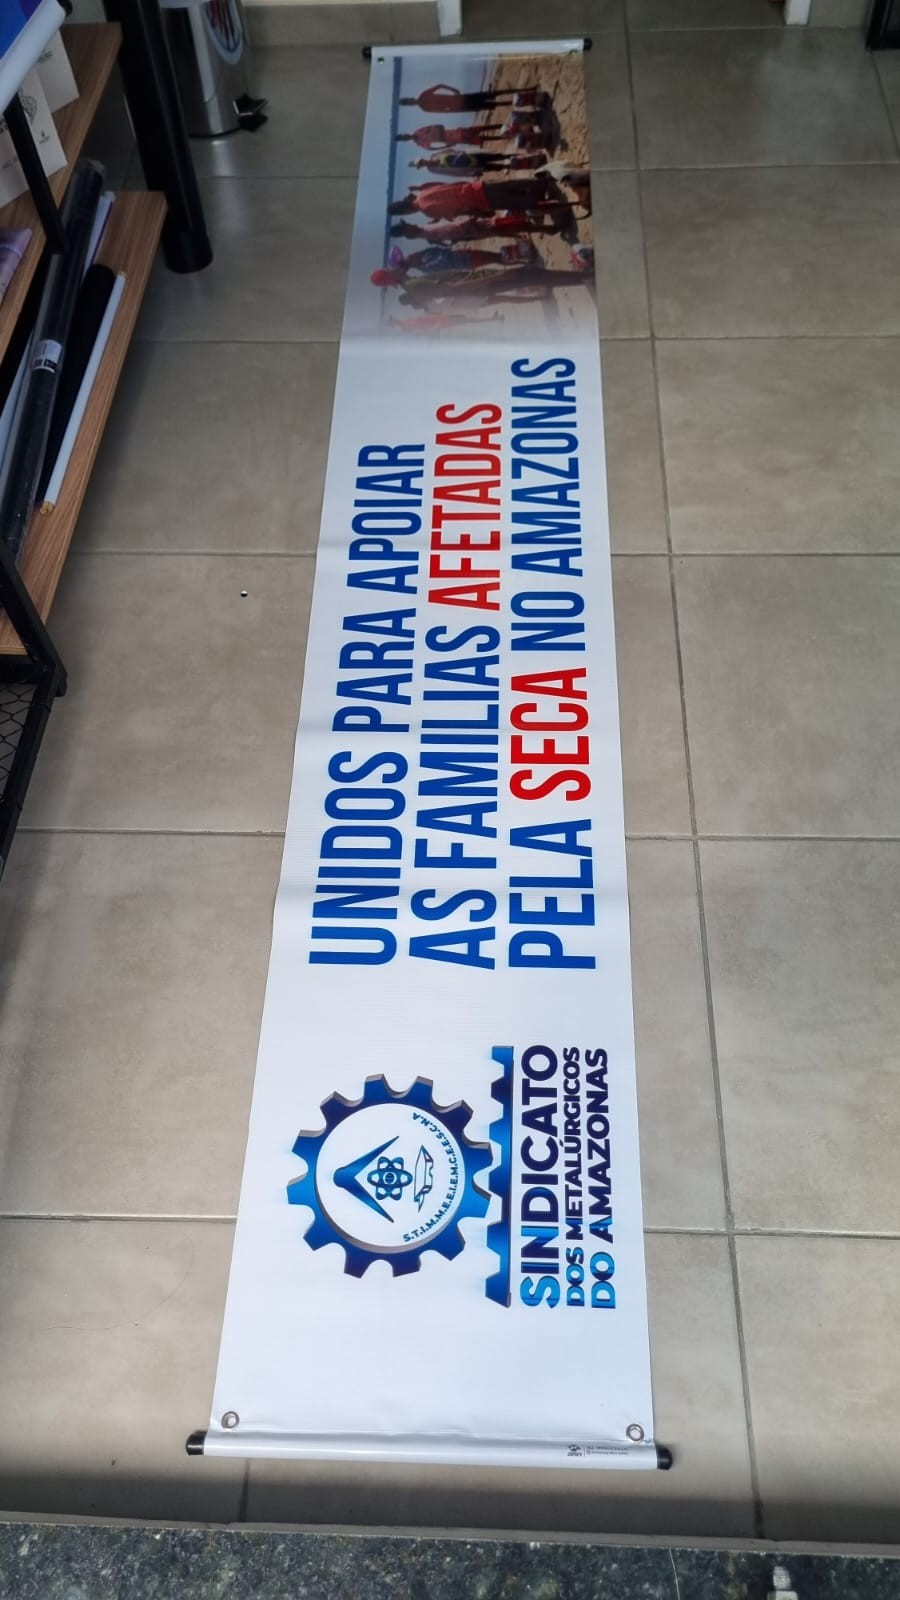 UNIDOS PARA APOIAR
AS FAMILIAS AFETADAS
PELA SECA NO AMAZONAS
S.T.I.M.M.E.E.I.E.M.C.E.E.S.C.N.A
SINDICATO
DOS METALÚRGICOS
DO AMAZONAS